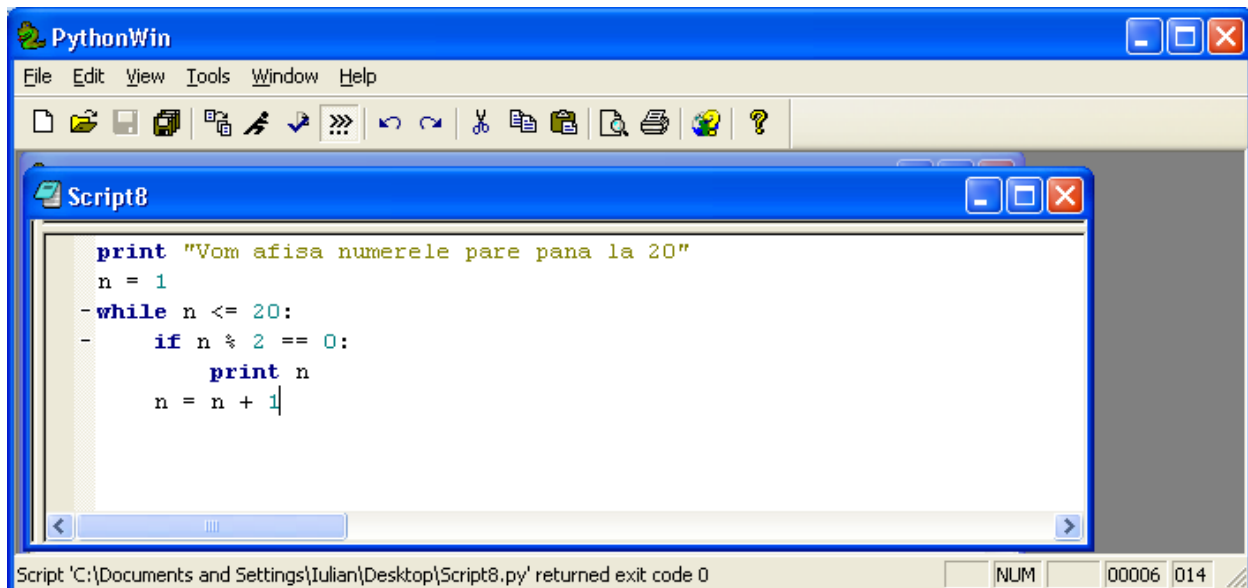 PythonWin
File Edit View Tools Window Help
Script8
print "Vom afisa numerele pare pana la 20"
n = 1
while n <= 20:
if n % 2 == 0:
print n
n = n + 1
Script 'C:\Documents and Settings\Iulian\Desktop\Script8.py' returned exit code 0 NUM 00006 014